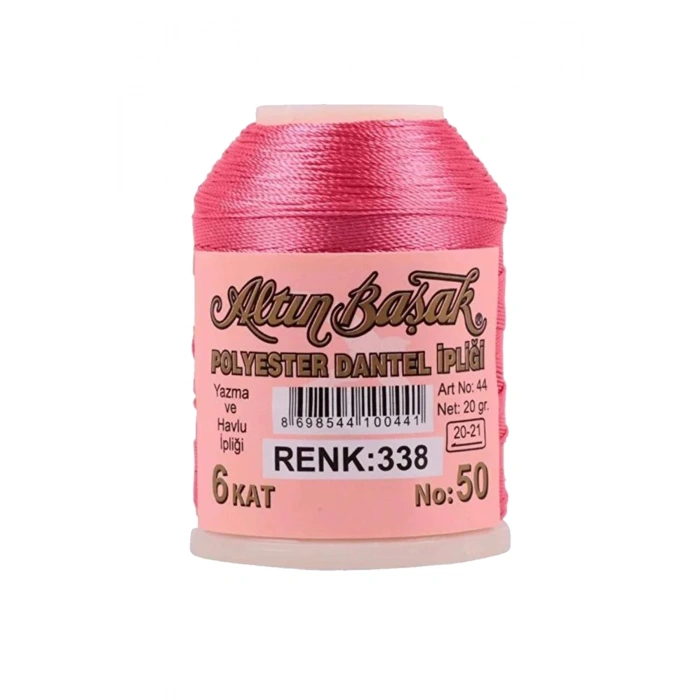 Altın Başak ®
POLYESTER DANTEL İPLİĞİ
Yazma
ve
Havlu
İpliği
8 698544 100441
Art No: 44
Net: 20 gr.
20-21
RENK:338
6 KAT
No: 50